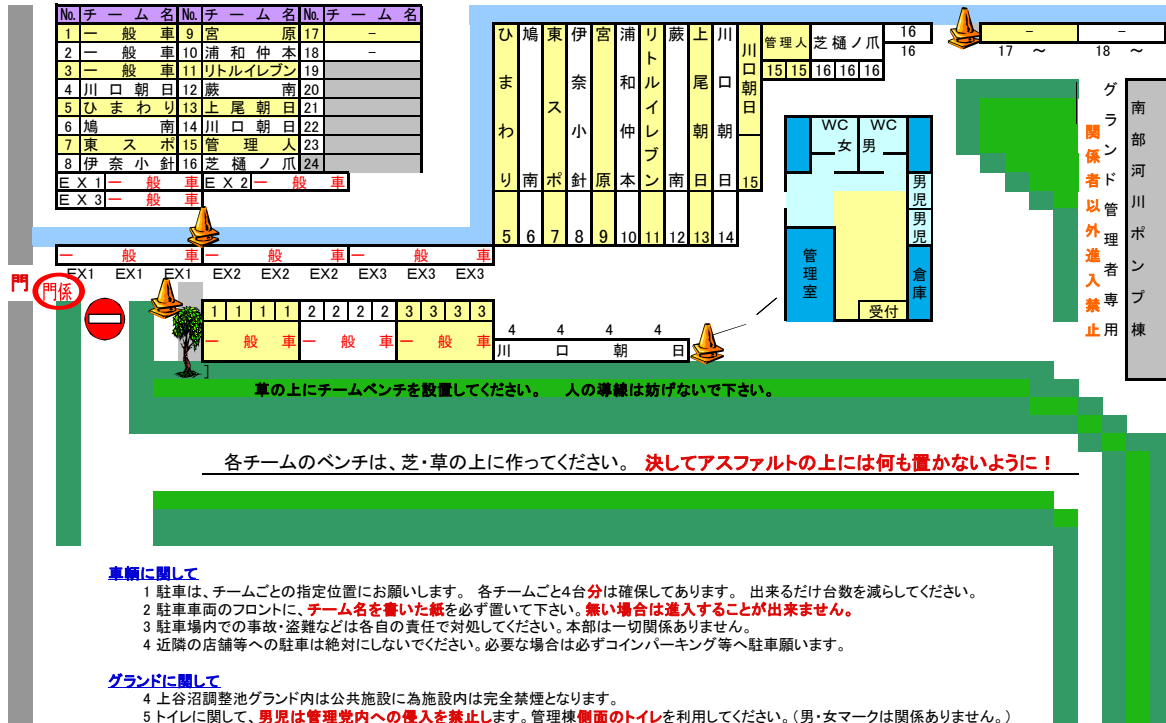 No. チーム名 No. チーム名 No. チーム名
1 一般車 9 宮原 17 -
2 一般車 10 浦和仲本 18 -
3 一般車 11 リトルイレブン 19
4 川口朝日 12 蕨南 20
5 ひまわり 13 上尾朝日 21
6 鳩南 14 川口朝日 22
7 東スポ 15 管理人 23
8 伊奈小針 16 芝樋ノ爪 24
EX1 一般車 EX2 一般車
EX3 一般車
ひまわり 5
鳩南 6
東スポ 7
伊奈小針 8
宮原 9
浦和仲本 10
リトルイレブン 11
蕨南 12
上尾朝日 13
川口朝日 14
川口朝日 15
管理人 芝樋ノ爪 16
15 15 16 16 16 16
- -
17 ～ 18 ～
WC WC
女 男
男児
男児
管理室
倉庫
受付
グランド管理者専用
関係者以外進入禁止
南部河川ポンプ棟
一般車 一般車 一般車
EX1 EX1 EX1 EX2 EX2 EX2 EX3 EX3 EX3
門
門係
1 1 1 1 2 2 2 2 3 3 3 3
一般車 一般車 一般車
4 4 4 4
川口朝日
]
草の上にチームベンチを設置してください。 人の導線は妨げないで下さい。
各チームのベンチは、芝・草の上に作ってください。 決してアスファルトの上には何も置かないように！
車輌に関して
1 駐車は、チームごとの指定位置にお願いします。 各チームごと4台分は確保してあります。 出来るだけ台数を減らしてください。
2 駐車車両のフロントに、チーム名を書いた紙を必ず置いて下さい。無い場合は進入することが出来ません。
3 駐車場内での事故・盗難などは各自の責任で対処してください。本部は一切関係ありません。
4 近隣の店舗等への駐車は絶対にしないでください。必要な場合は必ずコインパーキング等へ駐車願います。
グランドに関して
4 上谷沼調整池グランド内は公共施設に為施設内は完全禁煙となります。
5 トイレに関して、男児は管理党内への侵入を禁止します。管理棟側面のトイレを利用してください。（男・女マークは関係ありません。）